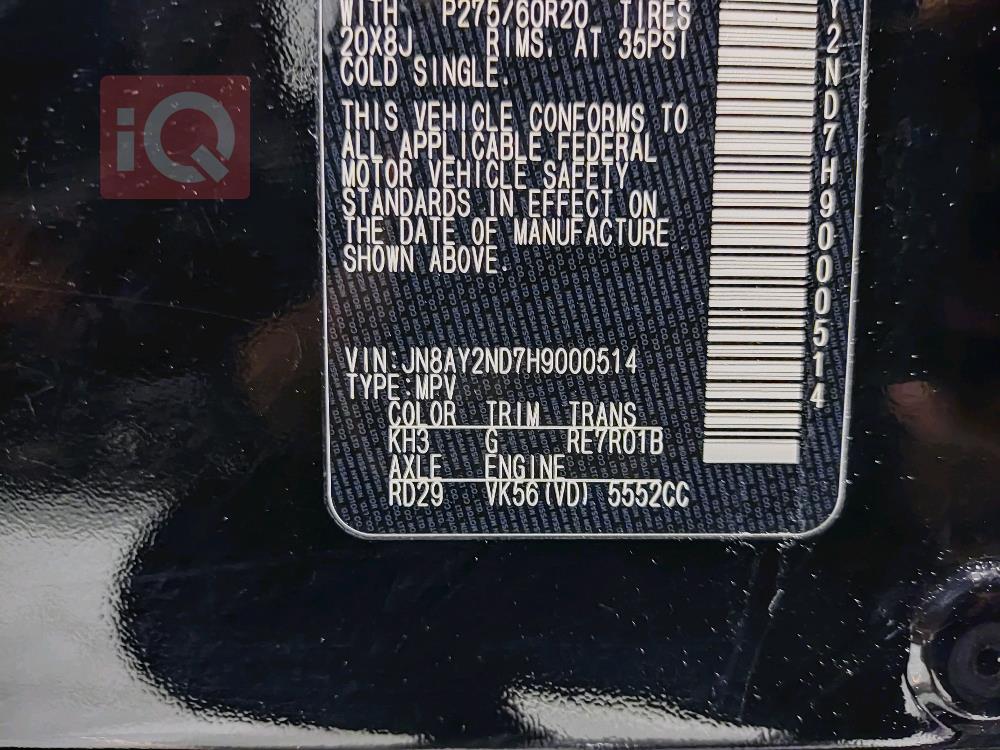 iQ
WITH P275/60R20 TIRES
20X8J RIMS. AT 35PSI
COLD SINGLE.
THIS VEHICLE CONFORMS TO
ALL APPLICABLE FEDERAL
MOTOR VEHICLE SAFETY
STANDARDS IN EFFECT ON
THE DATE OF MANUFACTURE
SHOWN ABOVE.
VIN:JN8AY2ND7H9000514
TYPE:MPV
COLOR TRIM TRANS
KH3 G RE7R01B
AXLE ENGINE
RD29 VK56(VD) 5552CC
Y2ND7H9000514